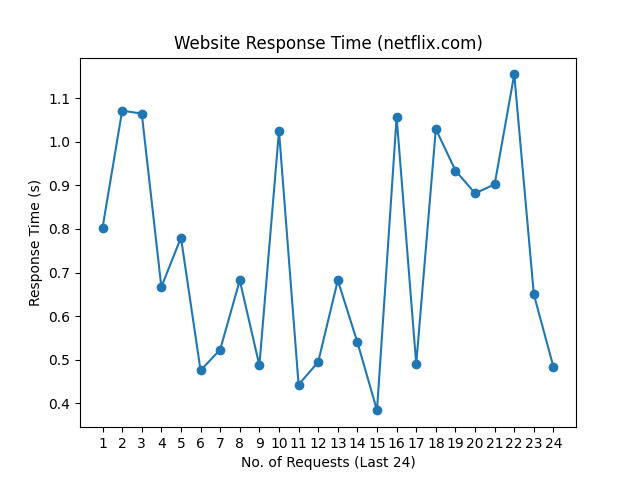 Website Response Time (netflix.com)
Response Time (s)
1.1
1.0
0.9
0.8
0.7
0.6
0.5
0.4
1 2 3 4 5 6 7 8 9 10 11 12 13 14 15 16 17 18 19 20 21 22 23 24
No. of Requests (Last 24)